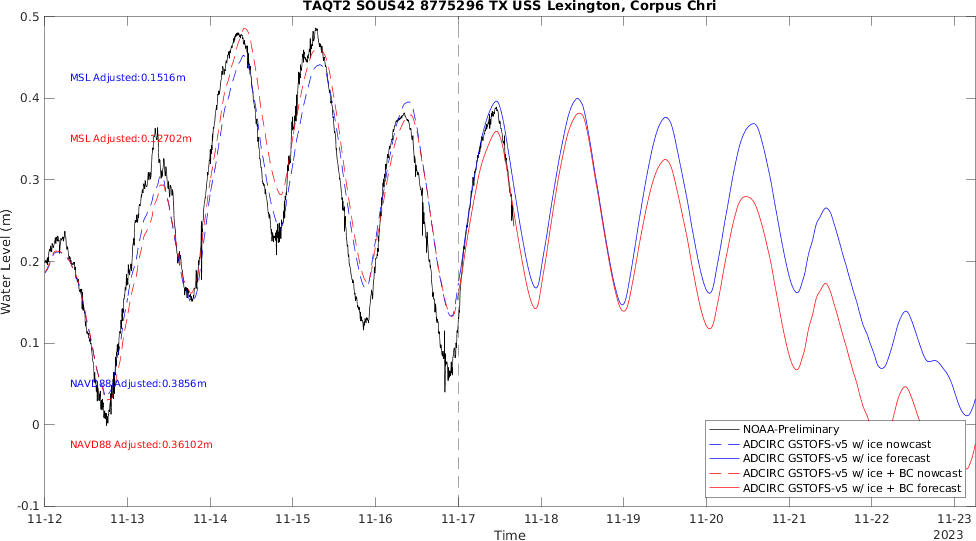 TAQT2 SOUS42 8775296 TX USS Lexington, Corpus Chri
0.5
0.4
0.3
0.2
0.1
0
-0.1
Water Level (m)
MSL Adjusted:0.1516m
MSL Adjusted:0.12702m
NAVD88 Adjusted:0.3856m
NAVD88 Adjusted:0.36102m
NOAA-Preliminary
ADCIRC GSTOFS-v5 w/ ice nowcast
ADCIRC GSTOFS-v5 w/ ice forecast
ADCIRC GSTOFS-v5 w/ ice + BC nowcast
ADCIRC GSTOFS-v5 w/ ice + BC forecast
11-12 11-13 11-14 11-15 11-16 11-17 11-18 11-19 11-20 11-21 11-22 11-23
Time
2023